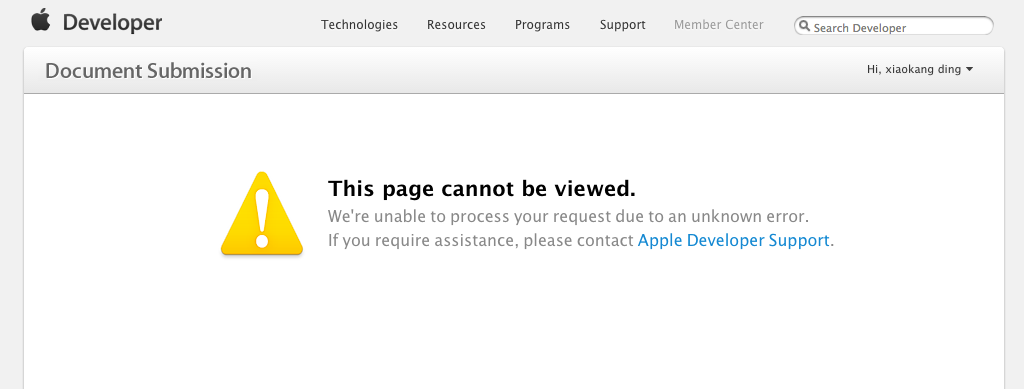 Developer
Technologies Resources Programs Support Member Center Search Developer
Document Submission
Hi, xiaokang ding
This page cannot be viewed.
We're unable to process your request due to an unknown error.
If you require assistance, please contact Apple Developer Support.